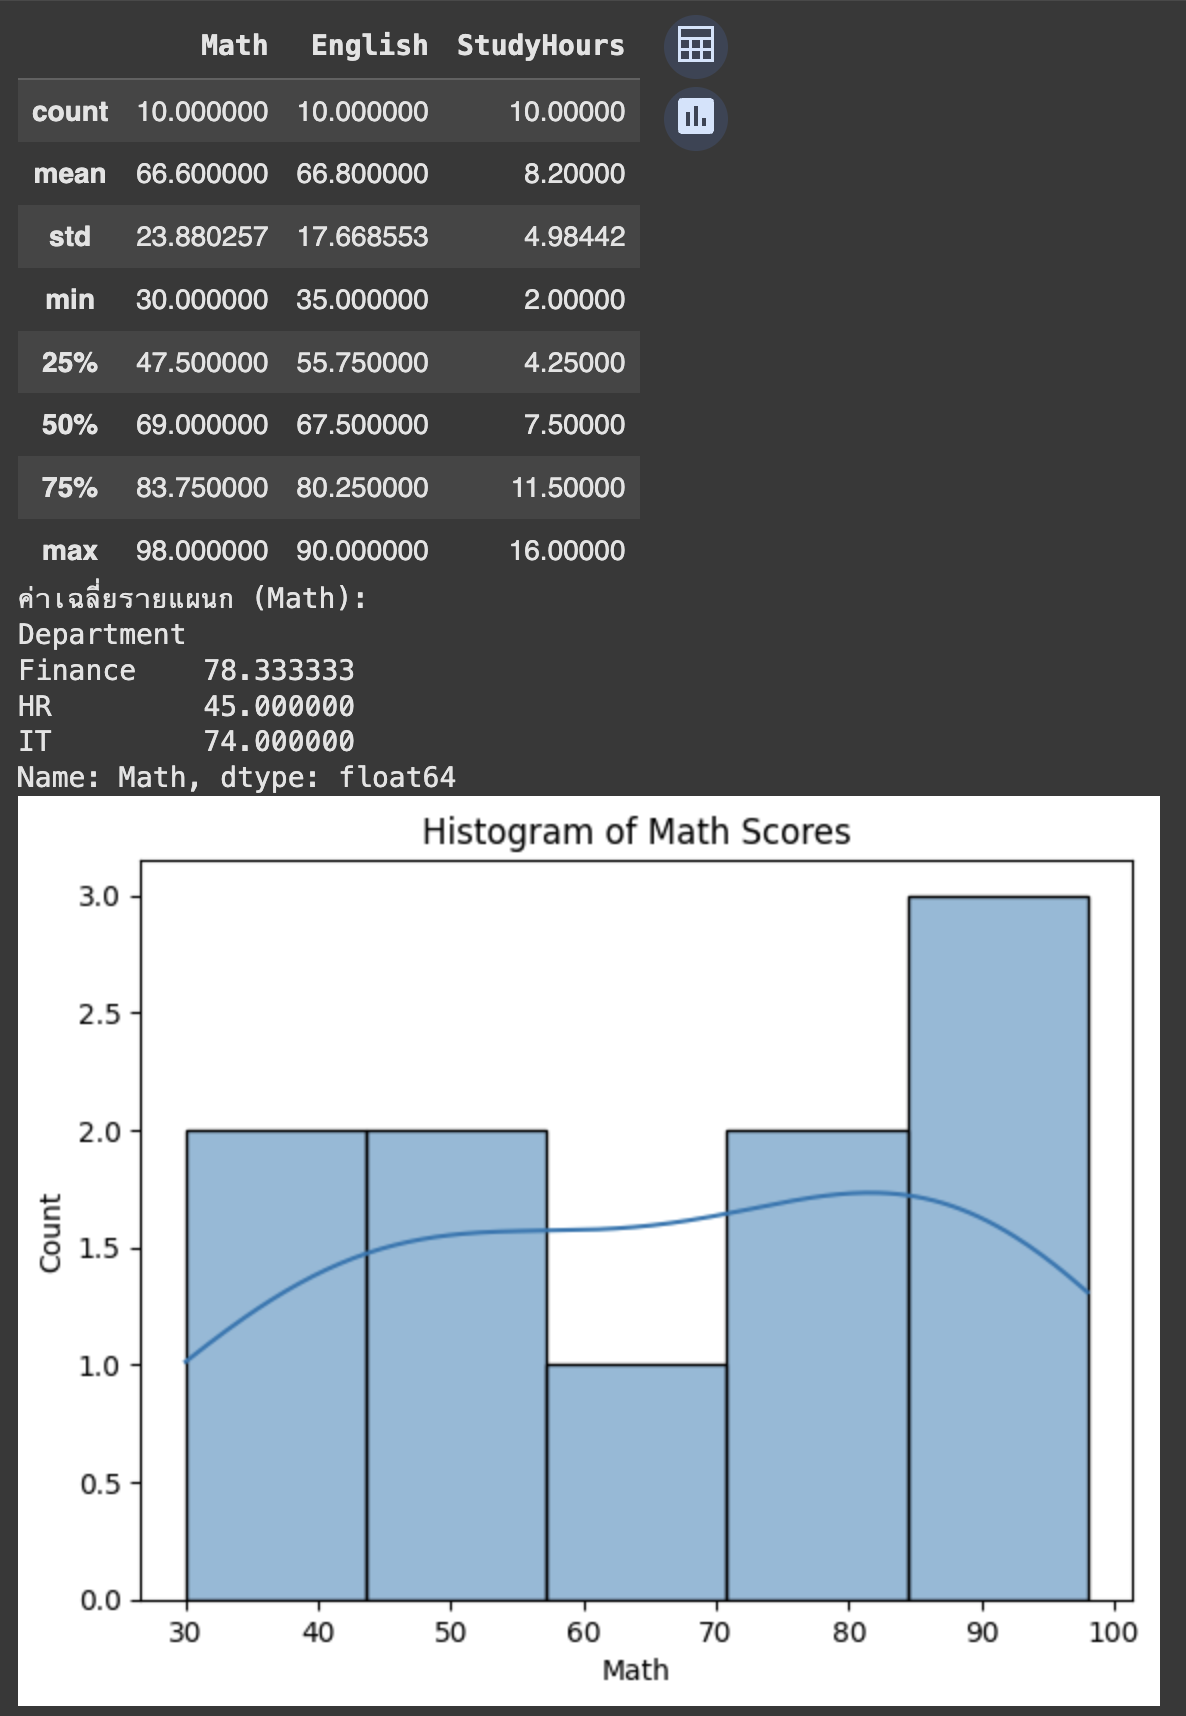 Math English StudyHours
count 10.000000 10.000000 10.00000
mean 66.600000 66.800000 8.20000
std 23.880257 17.668553 4.98442
min 30.000000 35.000000 2.00000
25% 47.500000 55.750000 4.25000
50% 69.000000 67.500000 7.50000
75% 83.750000 80.250000 11.50000
max 98.000000 90.000000 16.00000
ค่าเฉลี่ยรายแผนก (Math):
Department
Finance 78.333333
HR 45.000000
IT 74.000000
Name: Math, dtype: float64
Histogram of Math Scores
3.0
2.5
2.0
1.5
1.0
0.5
0.0
Count
30 40 50 60 70 80 90 100
Math